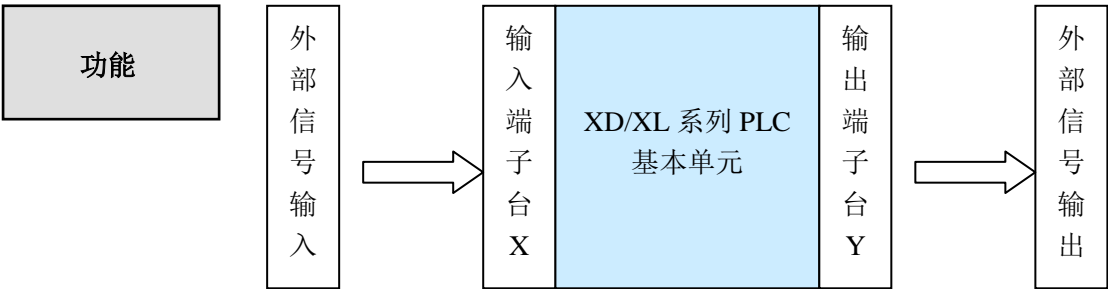 功能
外部信号输入
输入端子台X
XD/XL 系列 PLC
基本单元
输出端子台Y
外部信号输出